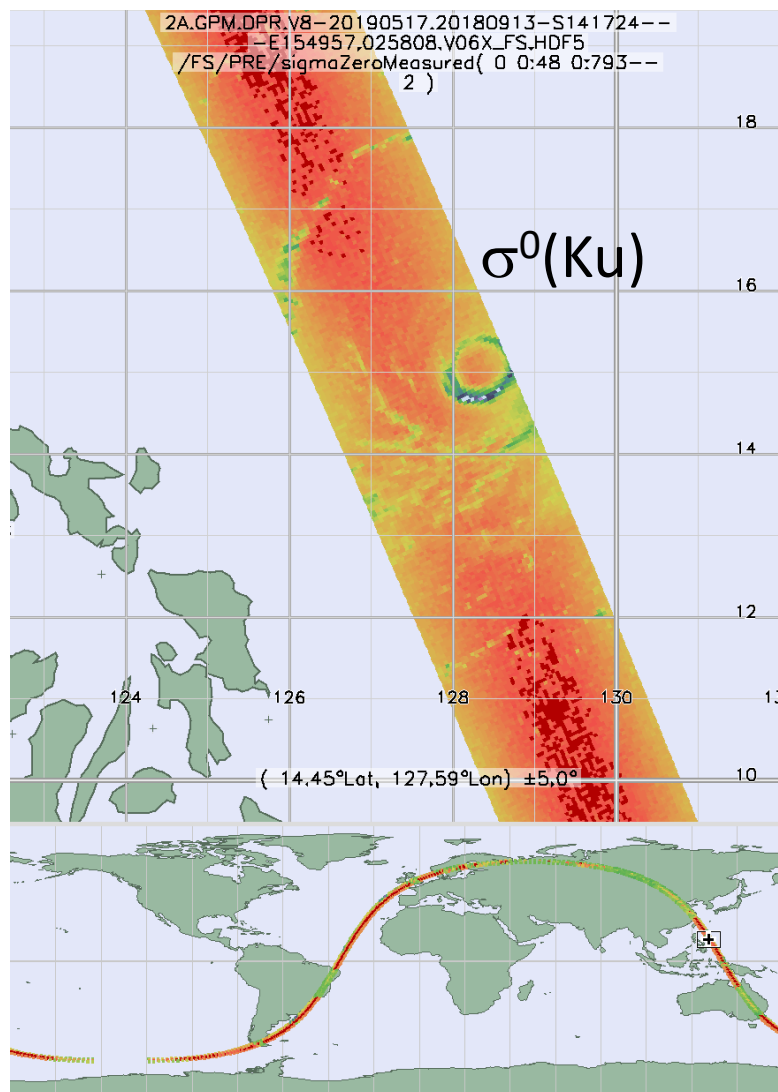 2A.GPM.DPR.V8-20190517.20180913-S141724--
-E154957.025808.V06X_FS.HDF5
/FS/PRE/sigmaZeroMeasured( 0 0:48 0:793--
2 )
18
σ⁰(Ku)
16
14
12
124 126 128 130
10
( 14.45°Lat, 127.59°Lon) ±5.0°